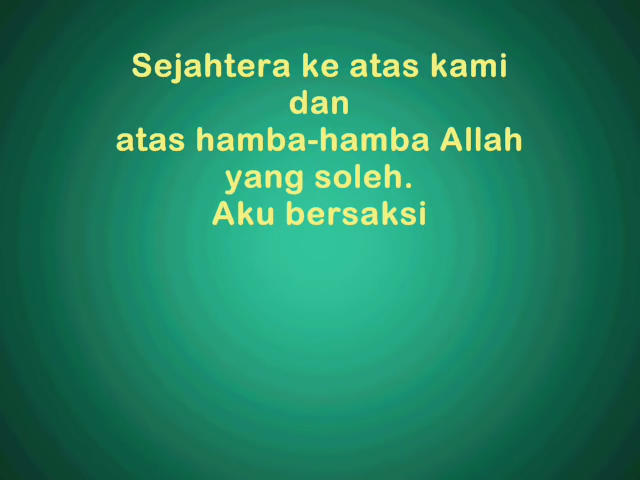 Sejahtera ke atas kami
dan
atas hamba-hamba Allah
yang soleh.
Aku bersaksi